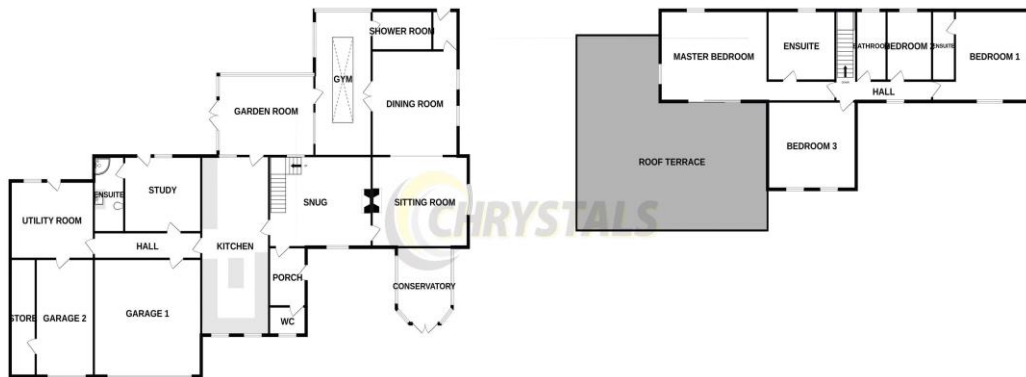 SHOWER ROOM
GYM
DINING ROOM
GARDEN ROOM
ENSUITE
STUDY
UTILITY ROOM
SNUG
SITTING ROOM
HALL
KITCHEN
PORCH
CONSERVATORY
STORE
GARAGE 2
GARAGE 1
WC
MASTER BEDROOM
ENSUITE
BATHROOM
BEDROOM 2
ENSUITE
BEDROOM 1
HALL
BEDROOM 3
ROOF TERRACE
CHRYSTALS